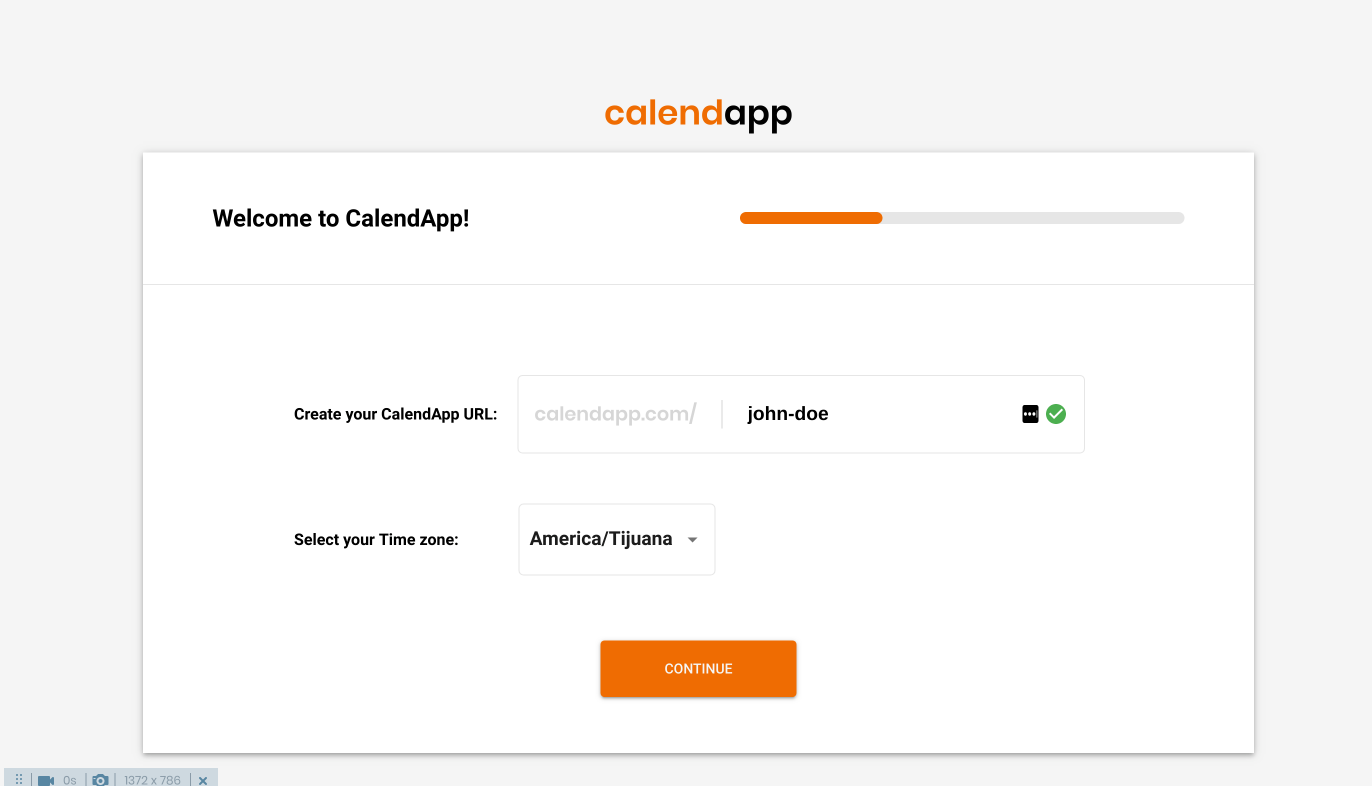 calendapp
Welcome to CalendApp!
Create your CalendApp URL: calendapp.com/ john-doe
Select your Time zone: America/Tijuana
CONTINUE
0s 1372 x 786